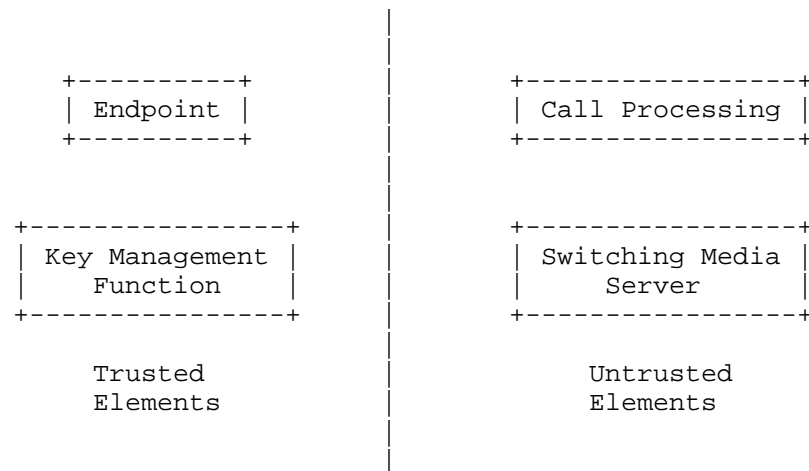 Endpoint
Call Processing
Key Management
Function
Switching Media
Server
Trusted
Elements
Untrusted
Elements